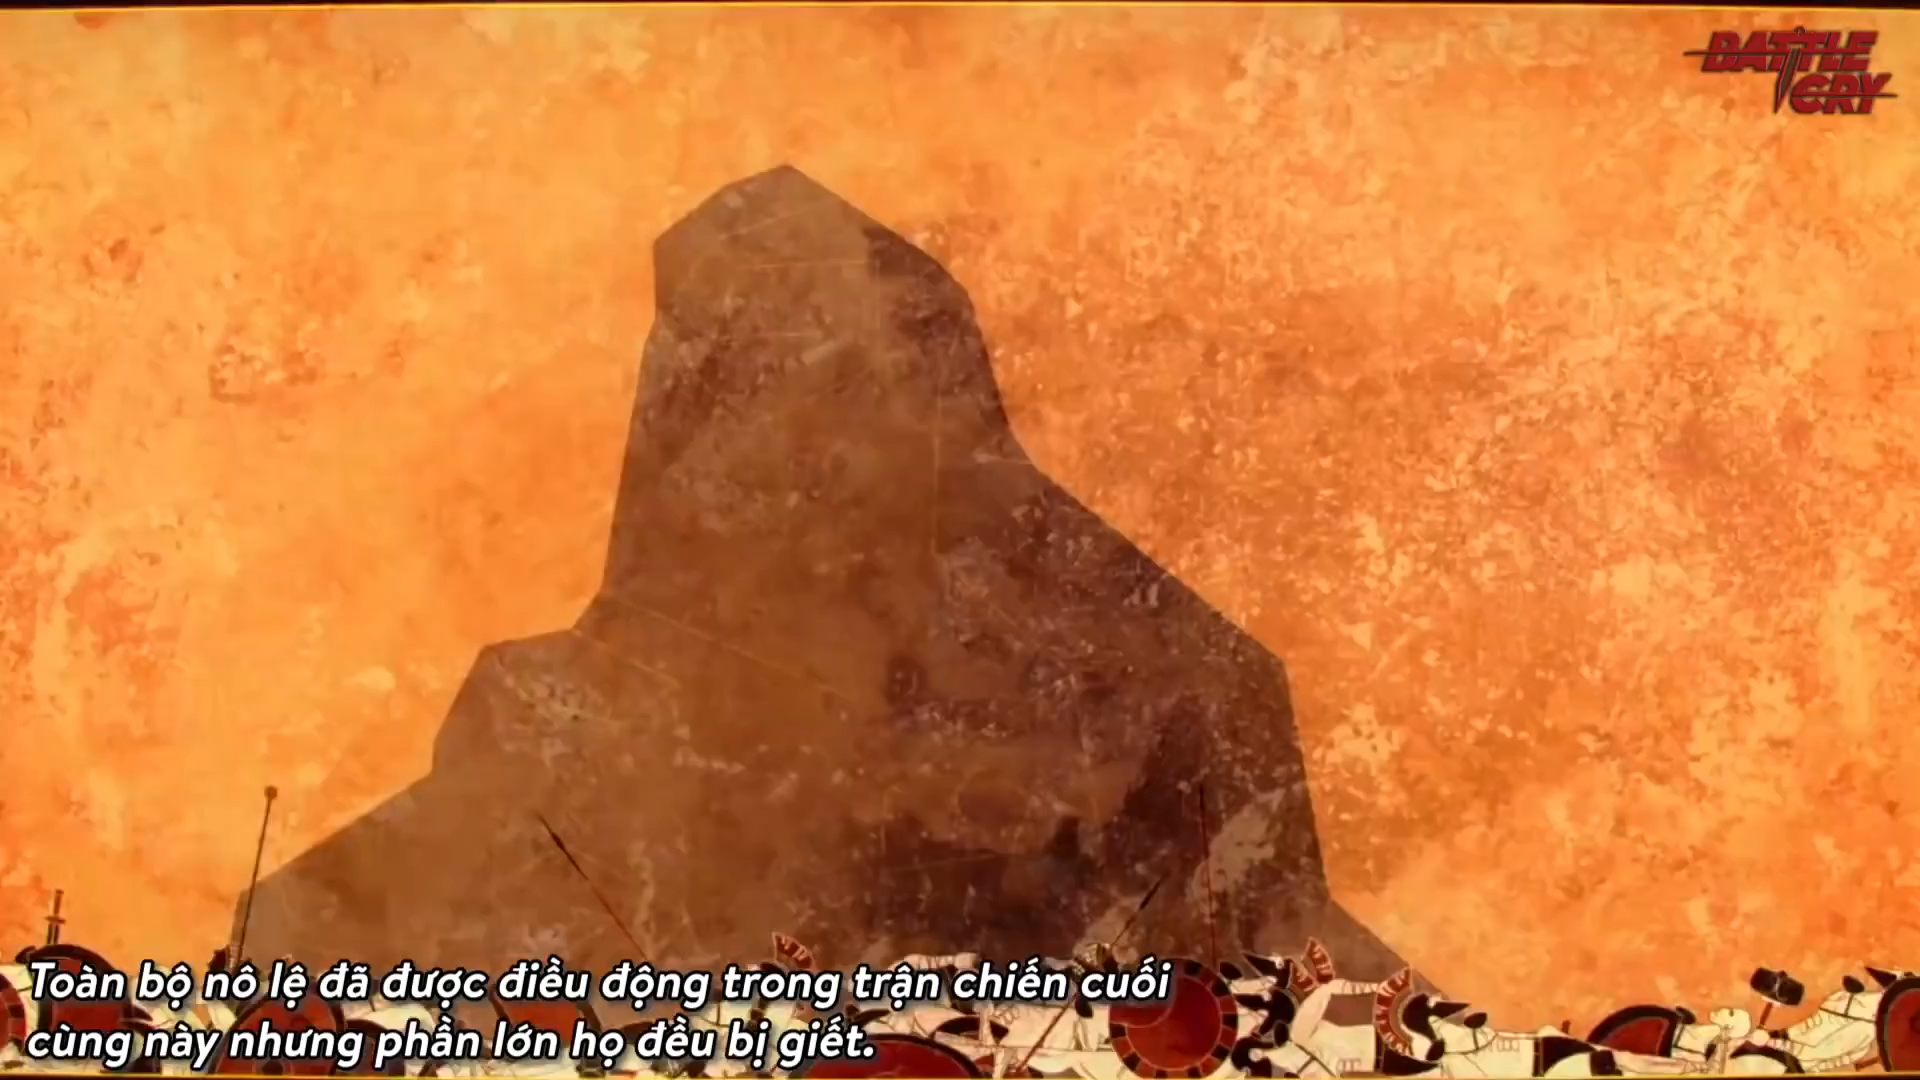 BATTLE
CRY
Toàn bộ nô lệ đã được điều động trong trận chiến cuối
cùng này nhưng phần lớn họ đều bị giết.